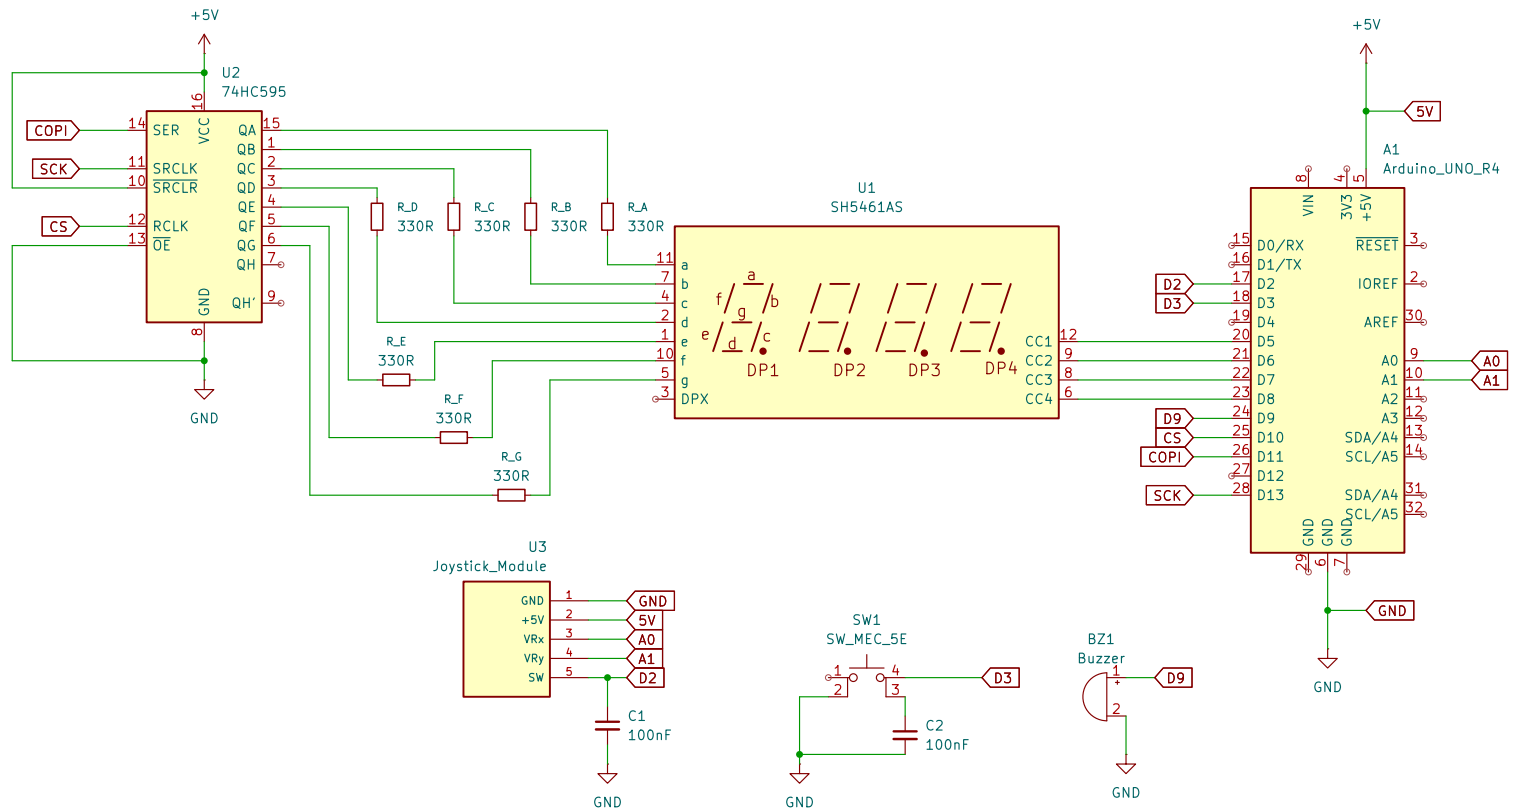 +5V
U2
74HC595
16
VCC
COPI 14 SER
SCK 11 SRCLK
10 SRCLR
CS 12 RCLK
13 OE
QA 15
QB 1
QC 2
QD 3
QE 4
QF 5
QG 6
QH 7
QH' 9
GND
8
GND
R_D
330R
R_C
330R
R_B
330R
R_A
330R
R_E
330R
R_F
330R
R_G
330R
U1
SH5461AS
11 a
7 b
4 c
2 d
1 e
10 f
5 g
3 DPX
a
f b
g
e c
d
DP1
DP2
DP3
DP4
CC1 12
CC2 9
CC3 8
CC4 6
+5V
5V
A1
Arduino_UNO_R4
8 4 5
VIN 3V3 +5V
15 D0/RX
16 D1/TX
D2 17 D2
D3 18 D3
19 D4
20 D5
21 D6
22 D7
23 D8
D9 24 D9
CS 25 D10
COPI 26 D11
27 D12
SCK 28 D13
RESET 3
IOREF 2
AREF 30
A0 9 A0
A1 10 A1
A2 11
A3 12
SDA/A4 13
SCL/A5 14
SDA/A4 31
SCL/A5 32
GND GND GND
29 6 7
GND
GND
U3
Joystick_Module
GND 1 GND
+5V 2 5V
VRx 3 A0
VRy 4 A1
SW 5 D2
C1
100nF
GND
SW1
SW_MEC_5E
1 4 D3
2 3
C2
100nF
GND
BZ1
Buzzer
1 D9
+
2
GND